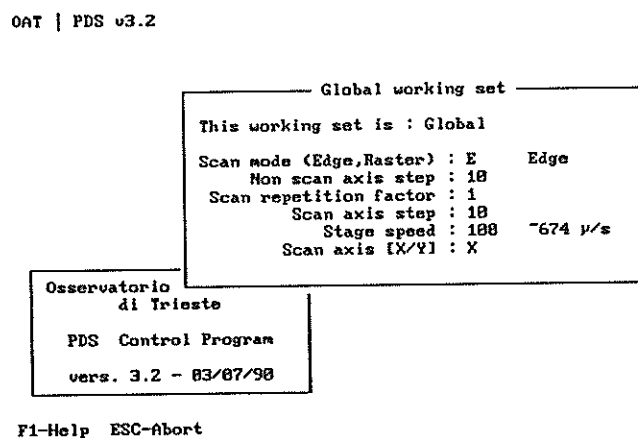 OAT | PDS v3.2
Global working set
This working set is : Global
Scan mode (Edge,Raster) : E Edge
Non scan axis step : 10
Scan repetition factor : 1
Scan axis step : 10
Stage speed : 100 ~674 µ/s
Scan axis [X/Y] : X
Osservatorio
di Trieste
PDS Control Program
vers. 3.2 - 03/07/90
F1-Help ESC-Abort